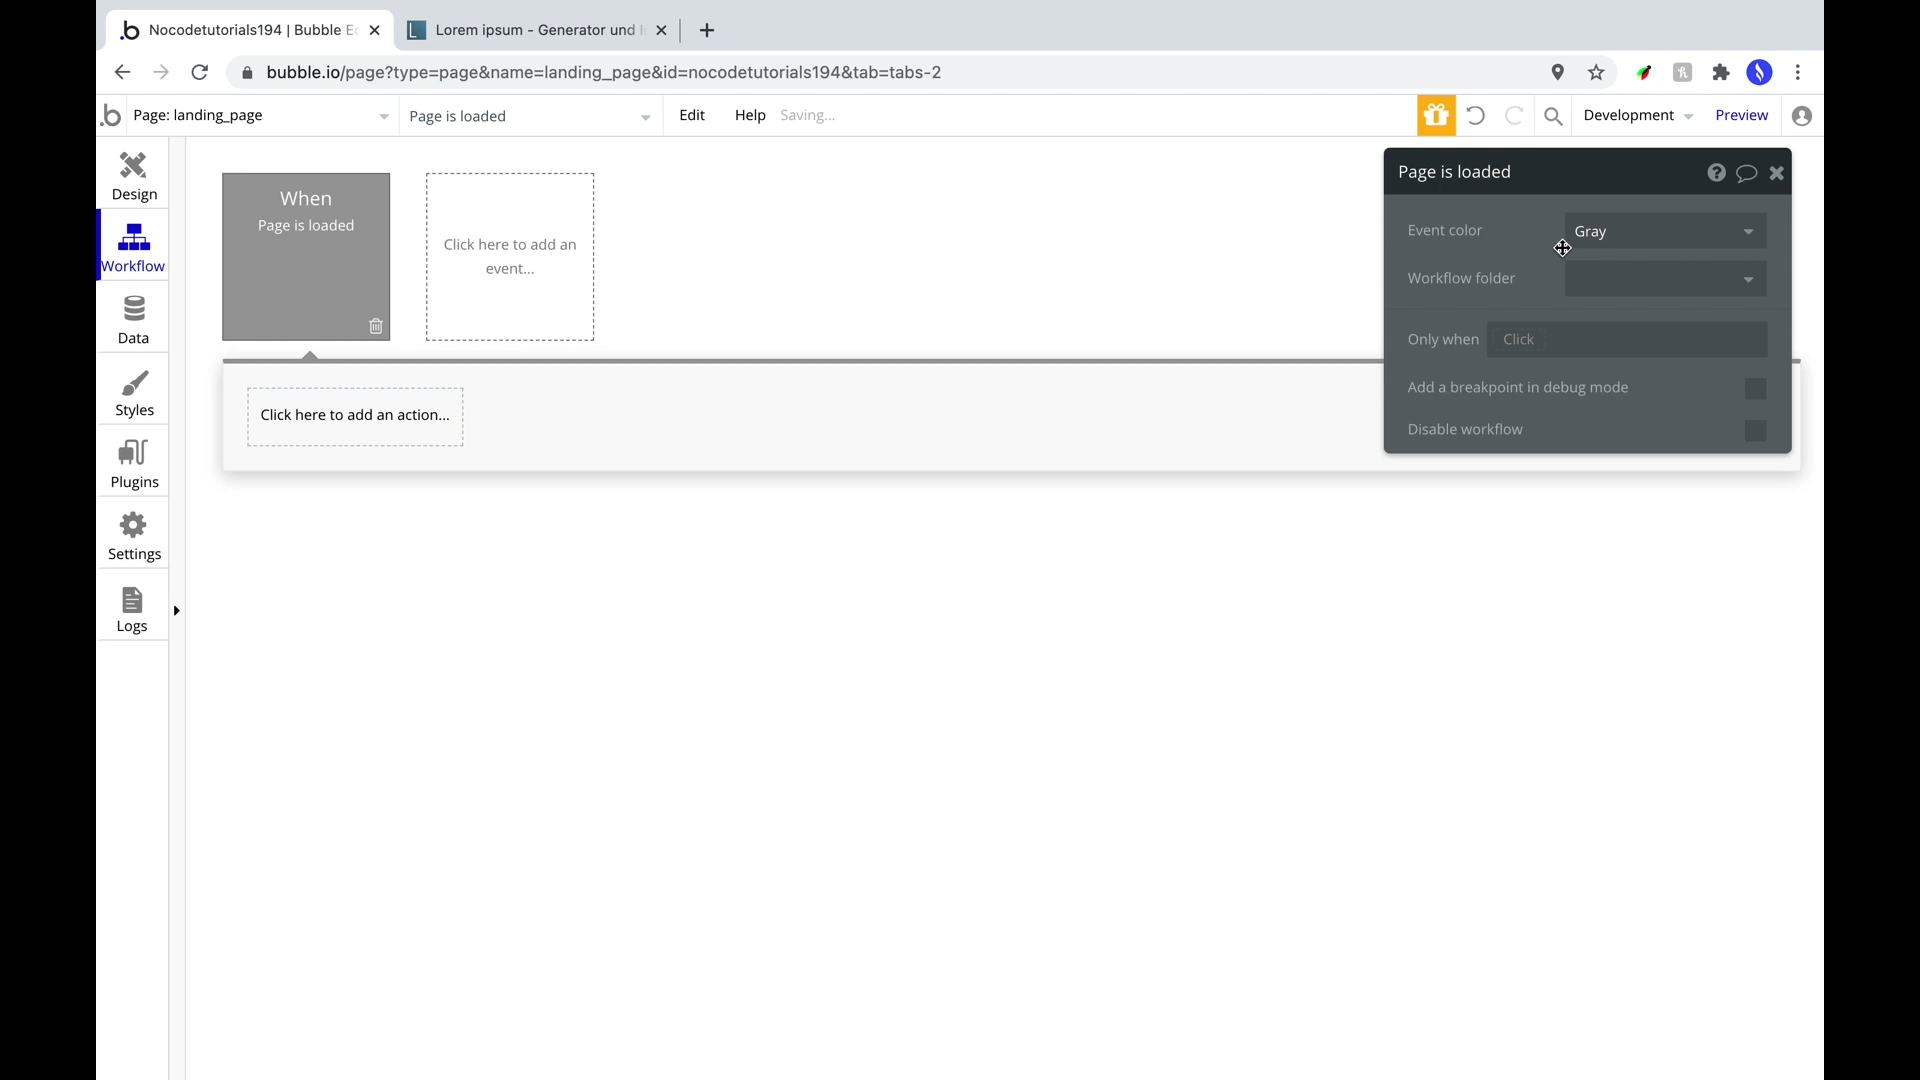 Nocodetutorials194 | Bubble Ec
Lorem ipsum - Generator und I
bubble.io/page?type=page&name=landing_page&id=nocodetutorials194&tab=tabs-2
.b
Page: landing_page
Page is loaded
Edit
Help
Saving...
Development
Preview
Design
Workflow
Data
Styles
Plugins
Settings
Logs
When
Page is loaded
Click here to add an
event...
Click here to add an action...
Page is loaded
Event color
Gray
Workflow folder
Only when
Click
Add a breakpoint in debug mode
Disable workflow